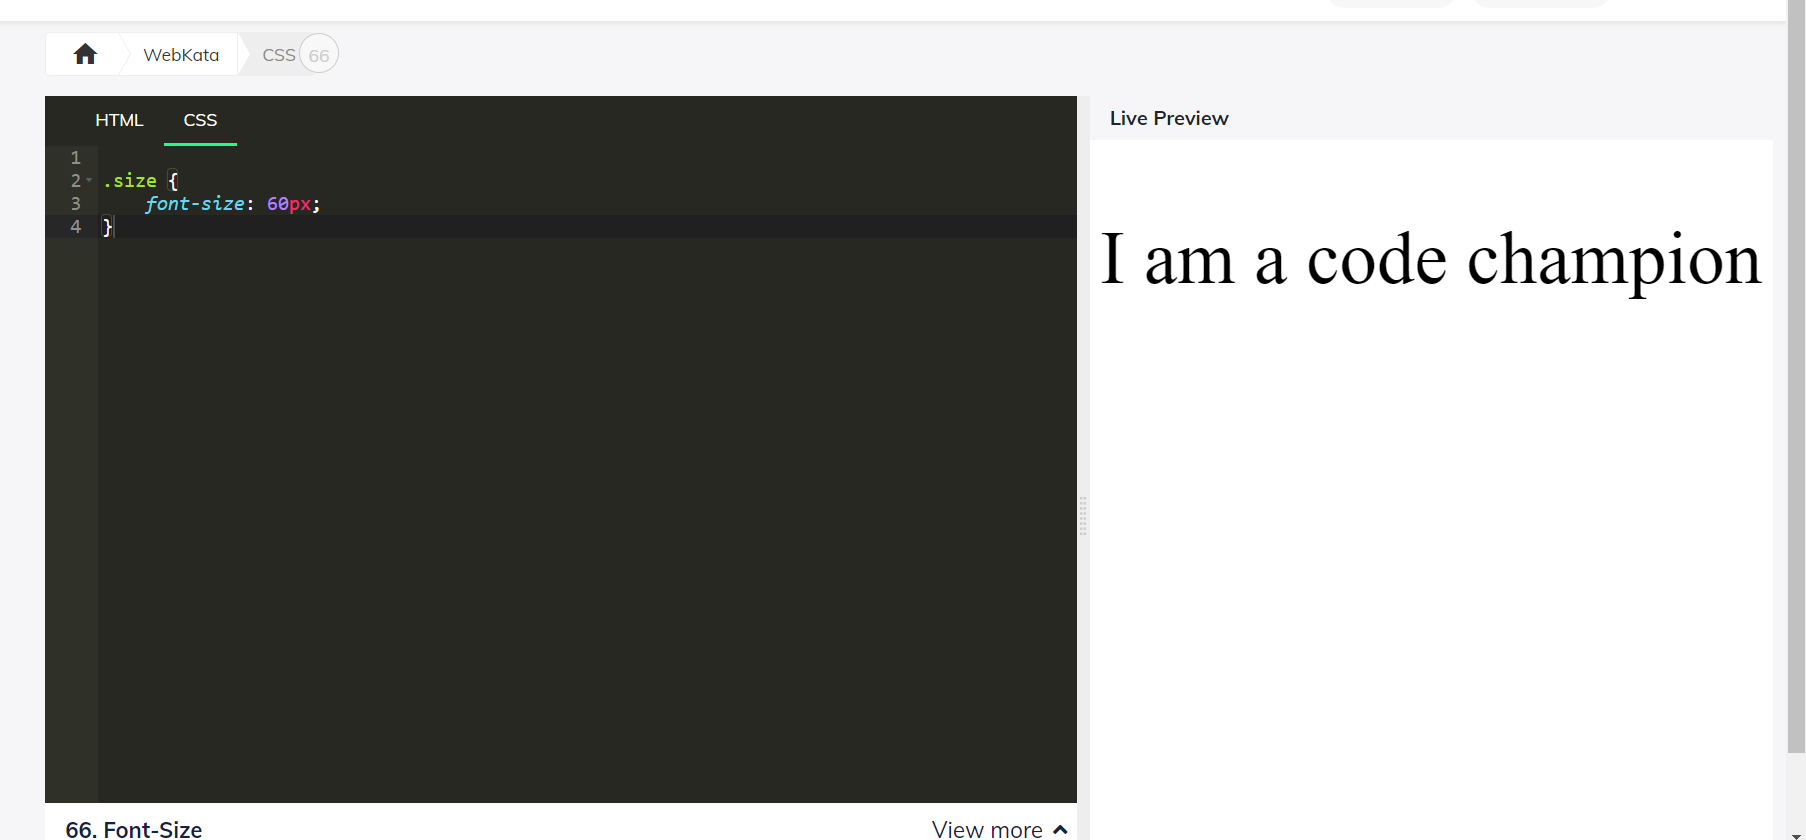 WebKata
CSS 66
HTML CSS
1
2 .size {
3 font-size: 60px;
4 }
Live Preview
I am a code champion
66. Font-Size
View more